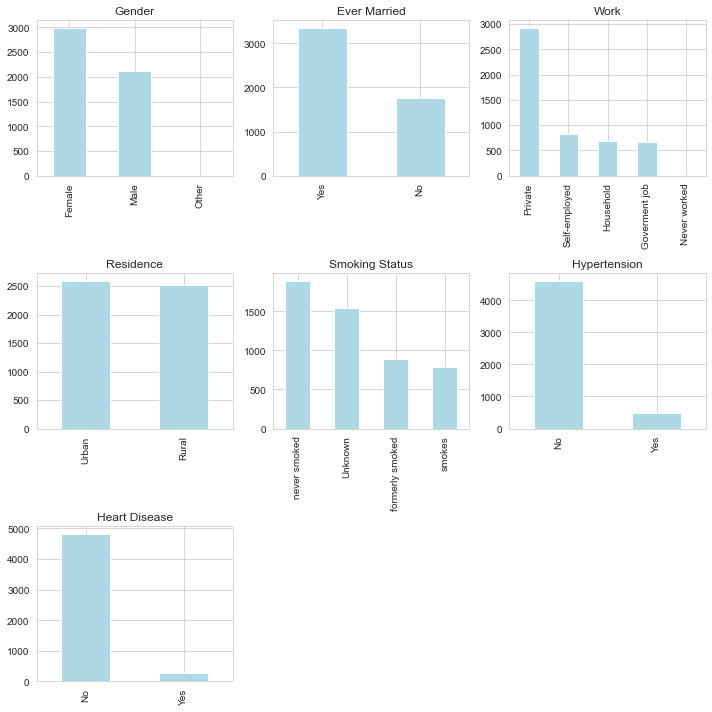 Gender
Ever Married
Work
3000
2500
2000
1500
1000
500
0
Female
Male
Other
3000
2000
1000
0
Yes
No
3000
2500
2000
1500
1000
500
0
Private
Self-employed
Household
Goverment job
Never worked
Residence
Smoking Status
Hypertension
2500
2000
1500
1000
500
0
Urban
Rural
1500
1000
500
0
never smoked
Unknown
formerly smoked
smokes
4000
3000
2000
1000
0
No
Yes
Heart Disease
5000
4000
3000
2000
1000
0
No
Yes